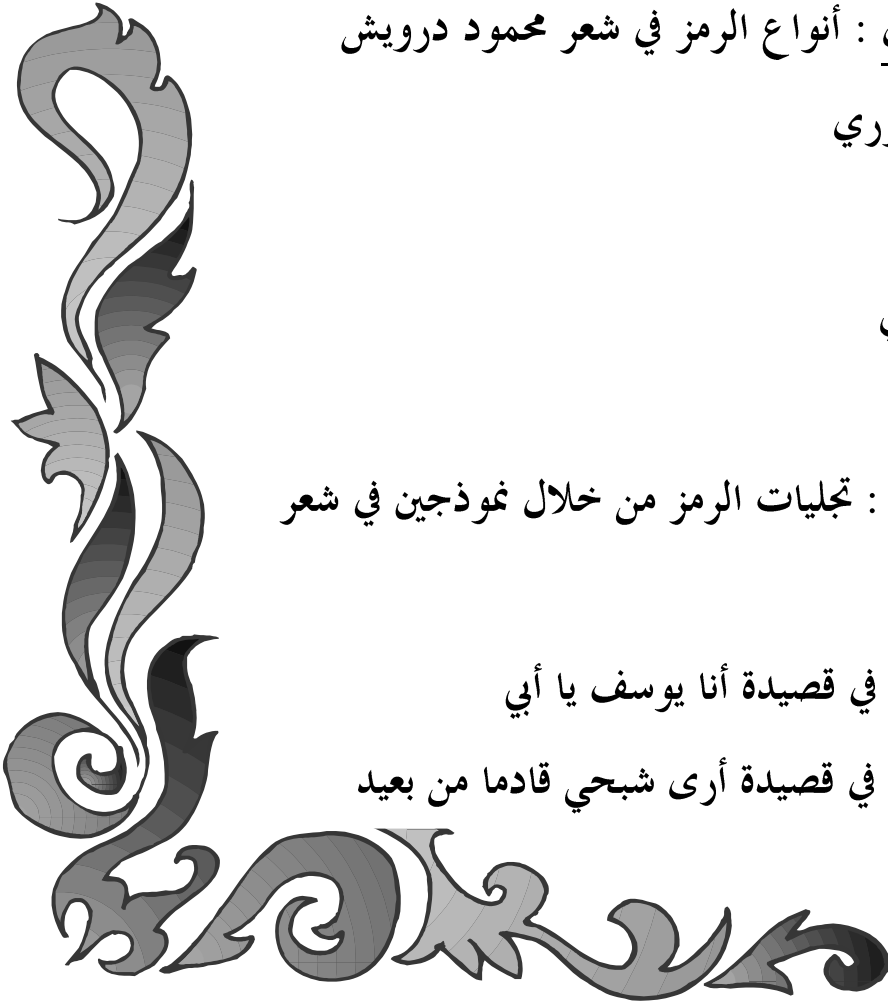 : أنواع الرمز في شعر محمود درويش
: تجليات الرمز من خلال نموذجين في شعر
في قصيدة أنا يوسف يا أبي
في قصيدة أرى شبحي قادما من بعيد